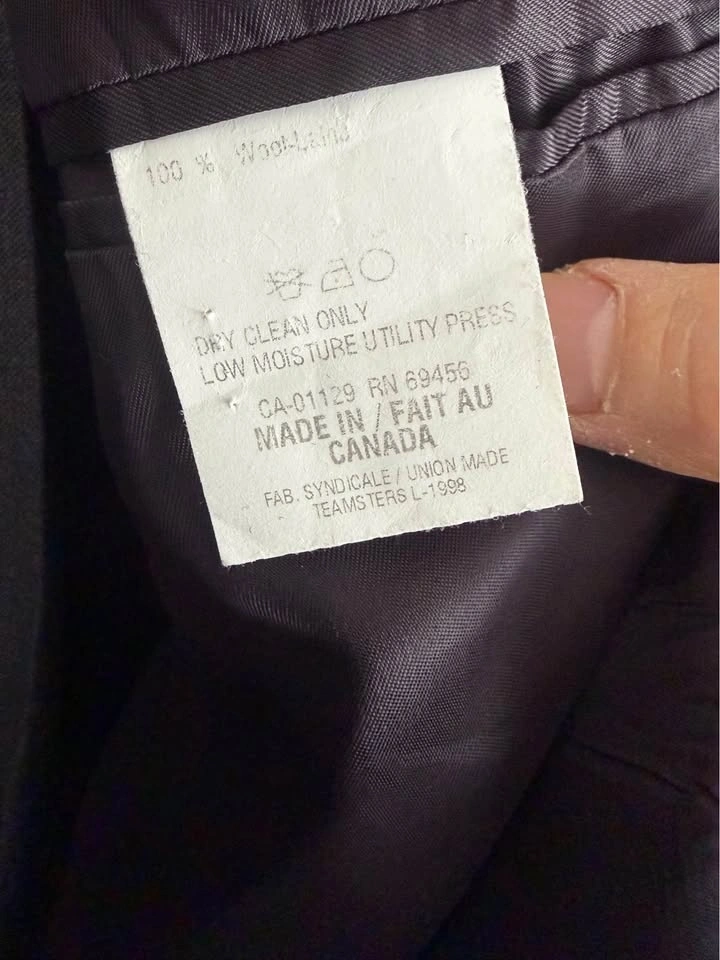 100 % Wool-Laine
DRY CLEAN ONLY
LOW MOISTURE UTILITY PRESS
CA-01129 RN 69456
MADE IN / FAIT AU
CANADA
FAB. SYNDICALE / UNION MADE
TEAMSTERS L-1998